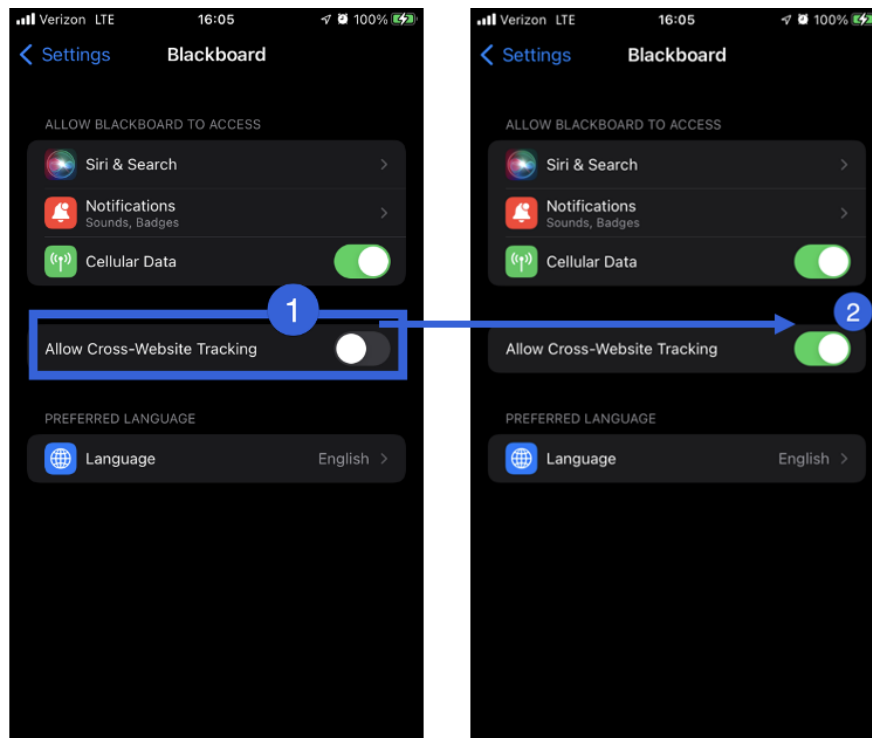 Verizon LTE 16:05 100%
Settings Blackboard
ALLOW BLACKBOARD TO ACCESS
Siri & Search
Notifications
Sounds, Badges
Cellular Data
1
Allow Cross-Website Tracking
PREFERRED LANGUAGE
Language English
Verizon LTE 16:05 100%
Settings Blackboard
ALLOW BLACKBOARD TO ACCESS
Siri & Search
Notifications
Sounds, Badges
Cellular Data
2
Allow Cross-Website Tracking
PREFERRED LANGUAGE
Language English